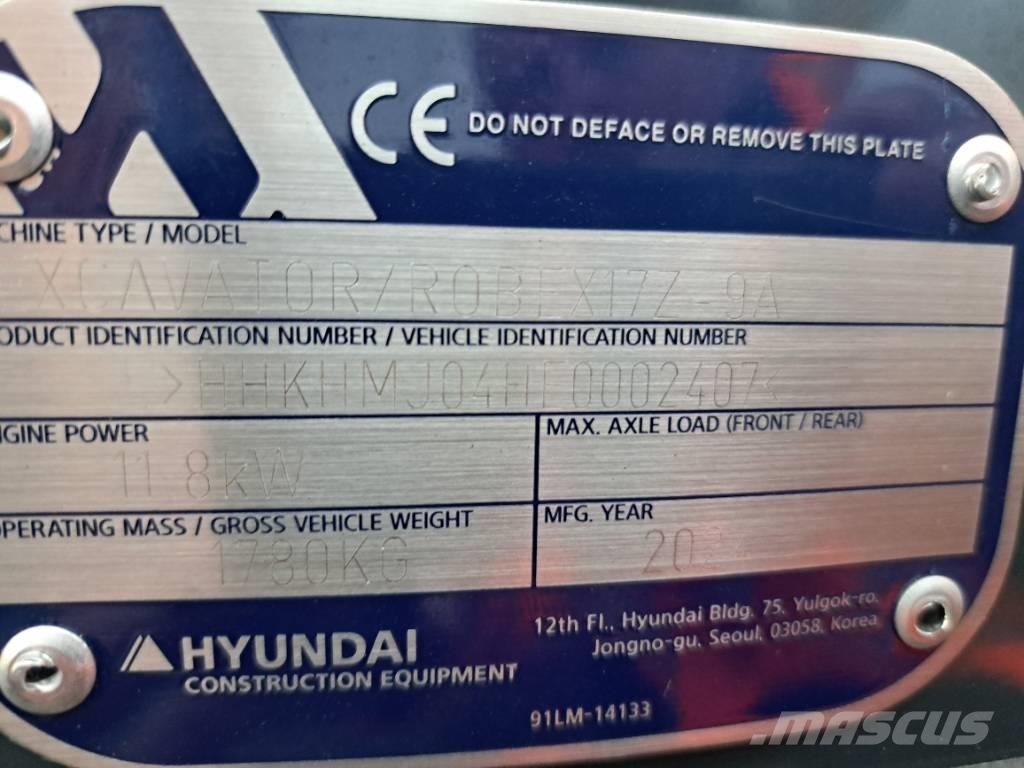 CE DO NOT DEFACE OR REMOVE THIS PLATE
CHINE TYPE / MODEL
XCAVATOR/ROBEX17Z-9A
ODUCT IDENTIFICATION NUMBER / VEHICLE IDENTIFICATION NUMBER
>HHKHMJ04HF0002407<
NGINE POWER
11.8kW
MAX. AXLE LOAD (FRONT / REAR)
OPERATING MASS / GROSS VEHICLE WEIGHT
1780KG
MFG. YEAR
HYUNDAI
CONSTRUCTION EQUIPMENT
12th Fl., Hyundai Bldg. 75, Yulgok-ro,
Jongno-gu, Seoul, 03058, Korea
91LM-14133
MASCUS